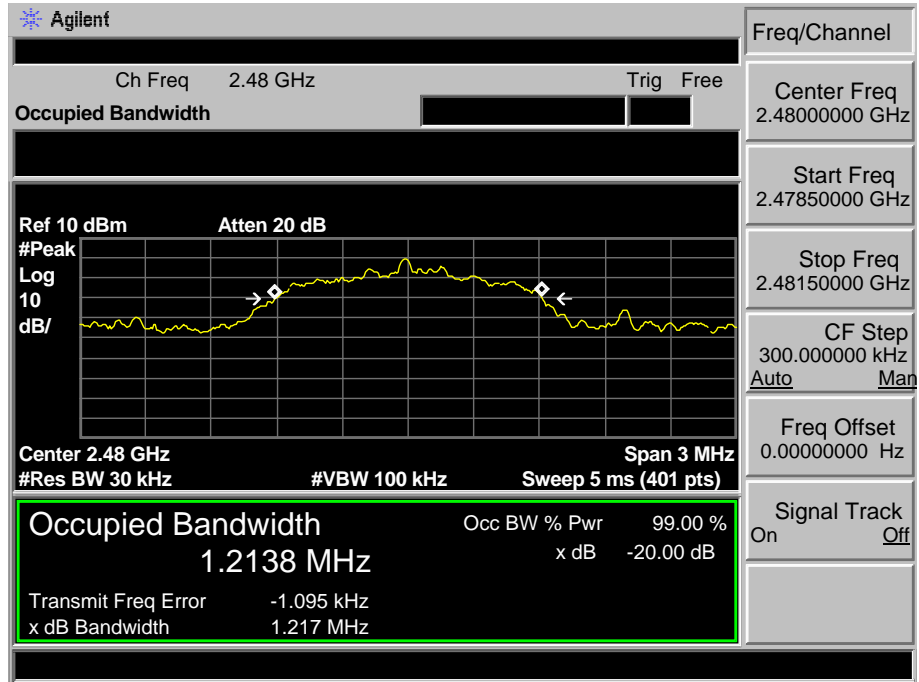 Agilent
Freq/Channel
Ch Freq 2.48 GHz Trig Free
Occupied Bandwidth
Center Freq
2.48000000 GHz
Start Freq
2.47850000 GHz
Stop Freq
2.48150000 GHz
CF Step
300.000000 kHz
Auto Man
Freq Offset
0.00000000 Hz
Signal Track
On Off
Ref 10 dBm Atten 20 dB
#Peak
Log
10
dB/
Center 2.48 GHz Span 3 MHz
#Res BW 30 kHz #VBW 100 kHz Sweep 5 ms (401 pts)
Occupied Bandwidth Occ BW % Pwr 99.00 %
1.2138 MHz x dB -20.00 dB
Transmit Freq Error -1.095 kHz
x dB Bandwidth 1.217 MHz